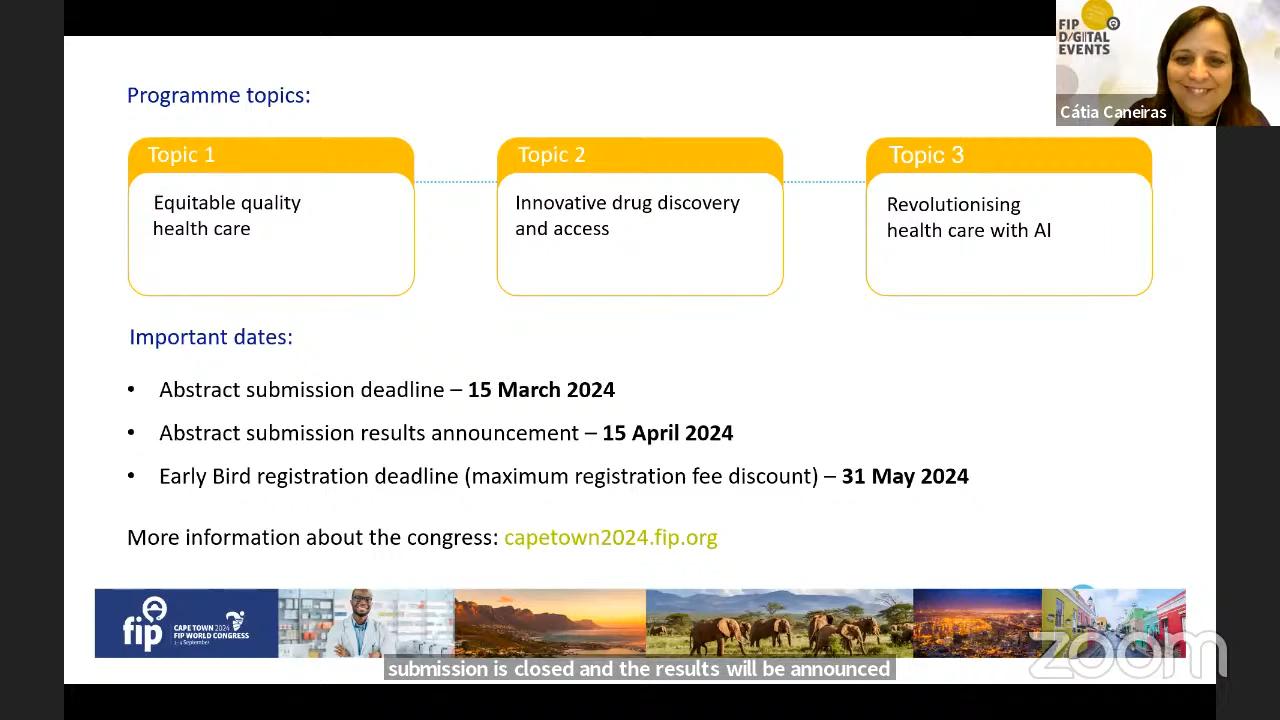 FIP
DIGITAL
EVENTS
Cátia Caneiras
Programme topics:
Topic 1
Equitable quality
health care
Topic 2
Innovative drug discovery
and access
Topic 3
Revolutionising
health care with AI
Important dates:
• Abstract submission deadline – 15 March 2024
• Abstract submission results announcement – 15 April 2024
• Early Bird registration deadline (maximum registration fee discount) – 31 May 2024
More information about the congress: capetown2024.fip.org
fip
CAPE TOWN 2024
FIP WORLD CONGRESS
1-4 September
zoom
submission is closed and the results will be announced